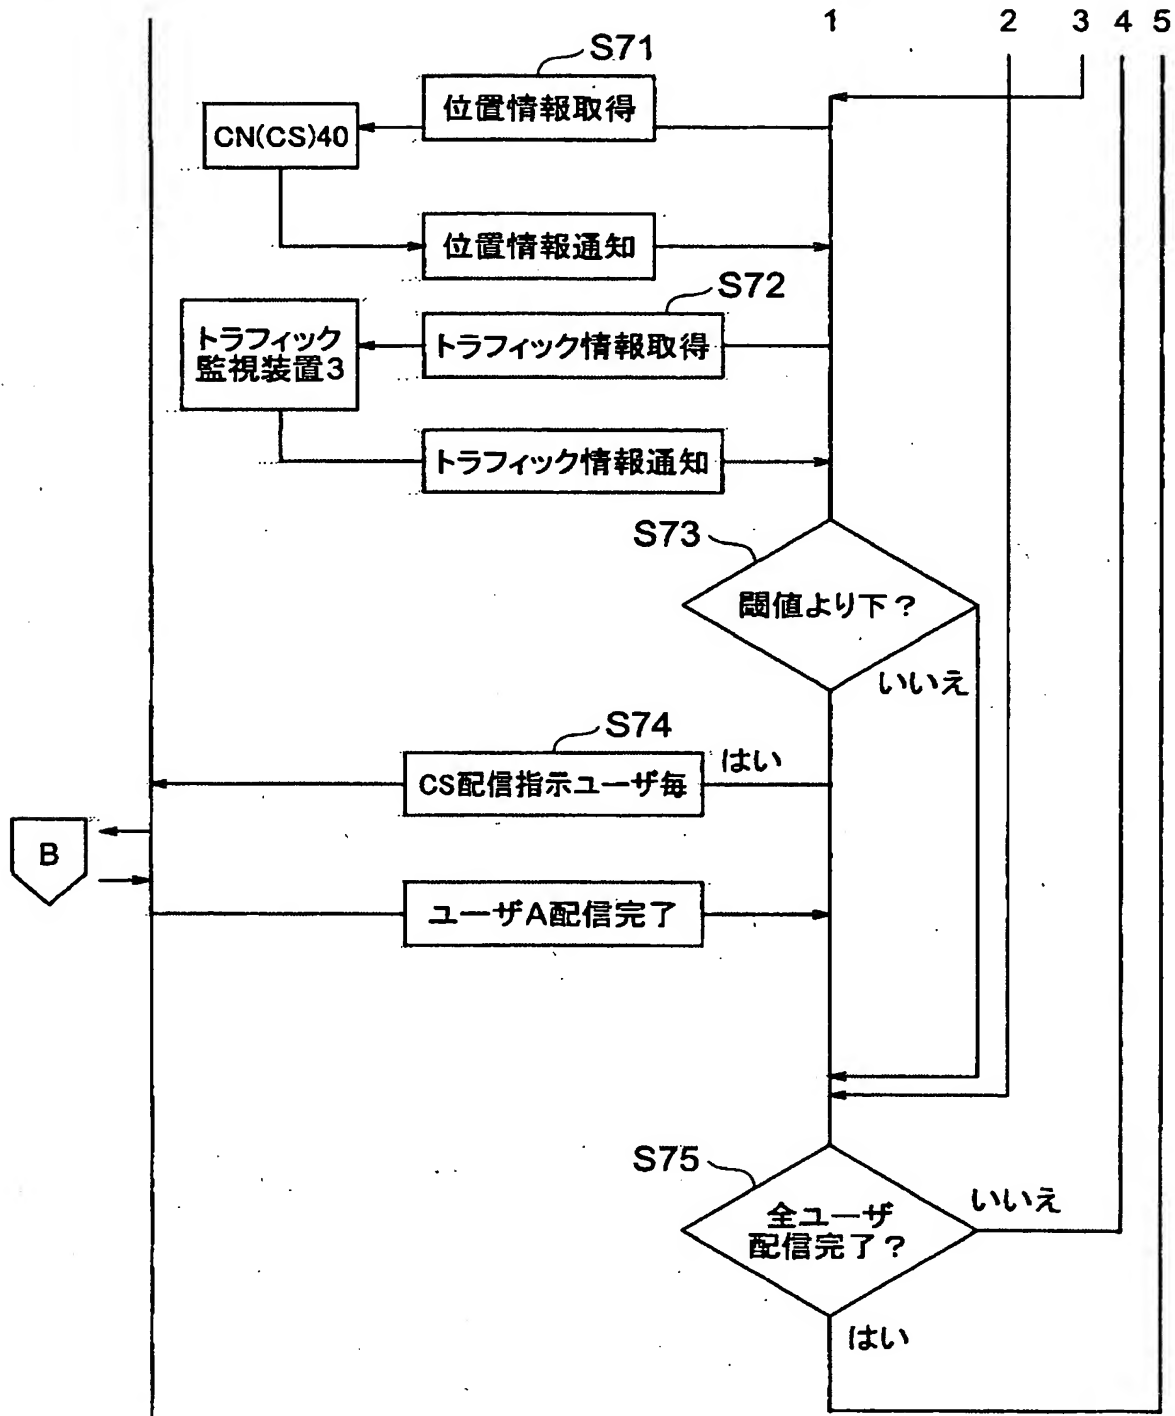 1
2
3
4
5
S71
位置情報取得
CN(CS)40
位置情報通知
S72
トラフィック
監視装置3
トラフィック情報取得
トラフィック情報通知
S73
閾値より下？
いいえ
S74
はい
CS配信指示ユーザ毎
B
ユーザA配信完了
S75
全ユーザ
配信完了？
いいえ
はい